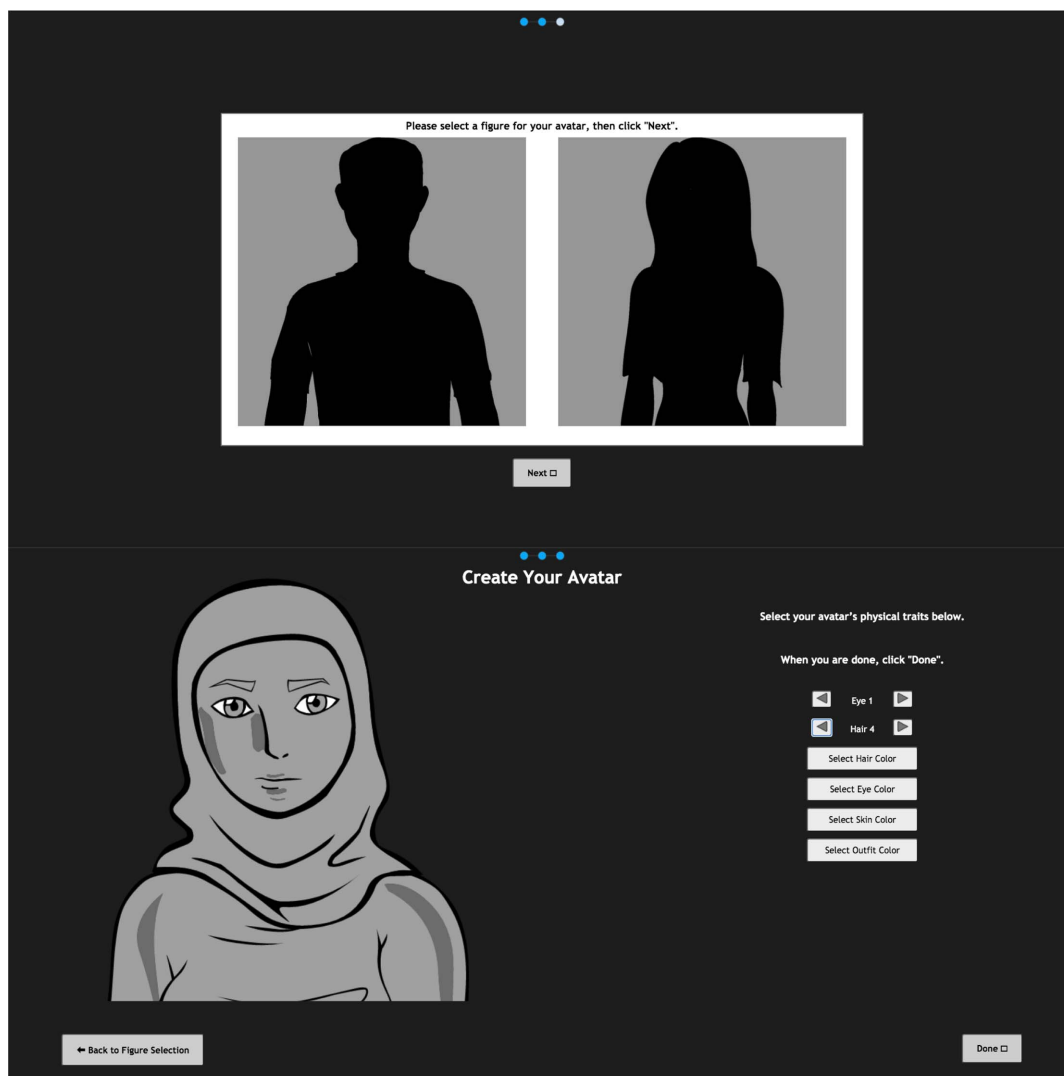 Please select a figure for your avatar, then click "Next".
Next □
Create Your Avatar
Select your avatar's physical traits below.
When you are done, click "Done".
Eye 1
Hair 4
Select Hair Color
Select Eye Color
Select Skin Color
Select Outfit Color
⬅ Back to Figure Selection
Done □